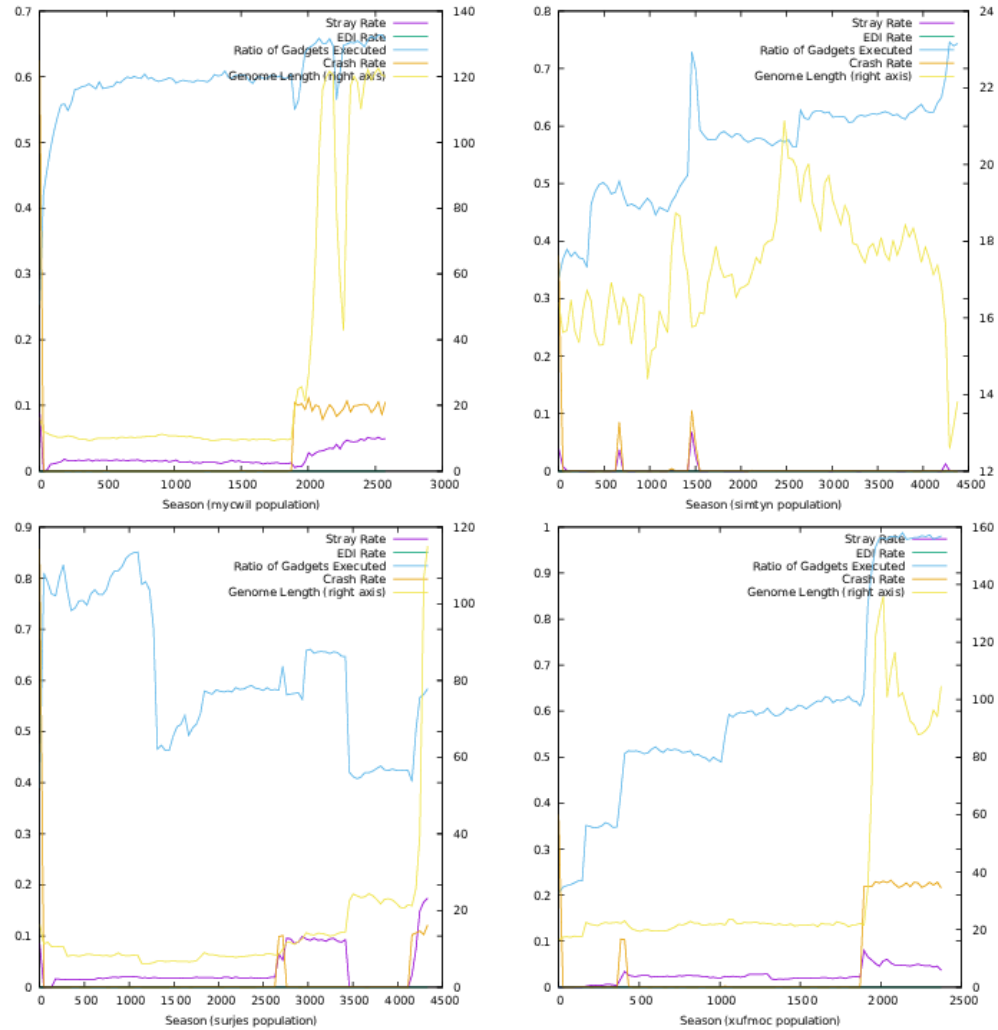 0.7
0.6
0.5
0.4
0.3
0.2
0.1
0
140
120
100
80
60
40
20
0
Stray Rate
EDI Rate
Ratio of Gadgets Executed
Crash Rate
Genome Length (right axis)
0 500 1000 1500 2000 2500 3000
Season (mycwil population)
0.8
0.7
0.6
0.5
0.4
0.3
0.2
0.1
0
24
22
20
18
16
14
12
Stray Rate
EDI Rate
Ratio of Gadgets Executed
Crash Rate
Genome Length (right axis)
0 500 1000 1500 2000 2500 3000 3500 4000 4500
Season (simtyn population)
0.9
0.8
0.7
0.6
0.5
0.4
0.3
0.2
0.1
0
120
100
80
60
40
20
0
Stray Rate
EDI Rate
Ratio of Gadgets Executed
Crash Rate
Genome Length (right axis)
0 500 1000 1500 2000 2500 3000 3500 4000 4500
Season (surjes population)
1
0.9
0.8
0.7
0.6
0.5
0.4
0.3
0.2
0.1
0
160
140
120
100
80
60
40
20
0
Stray Rate
EDI Rate
Ratio of Gadgets Executed
Crash Rate
Genome Length (right axis)
0 500 1000 1500 2000 2500
Season (xufmoc population)